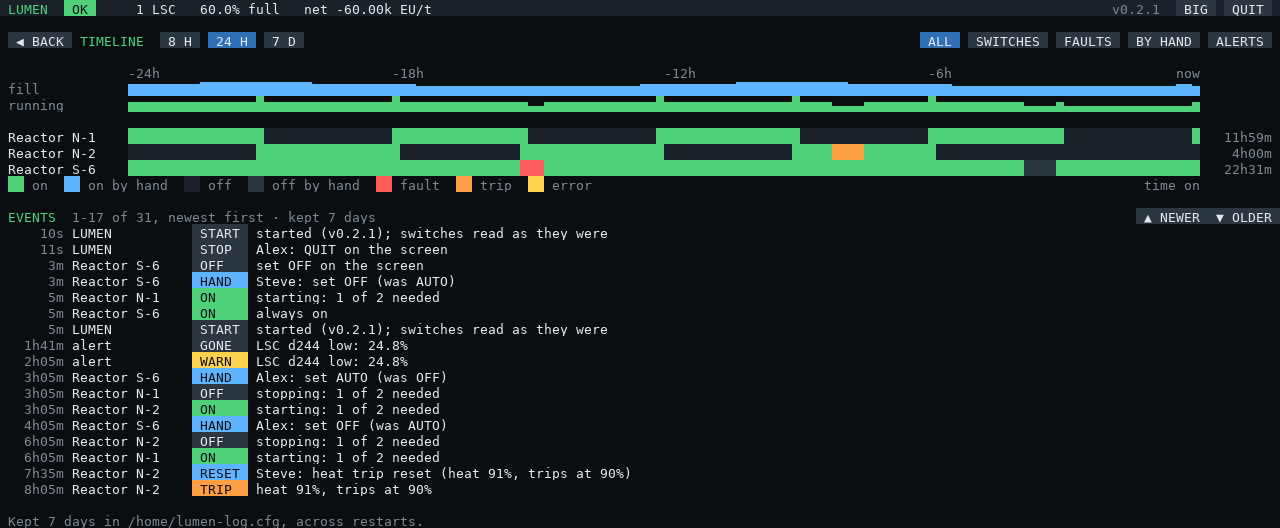 LUMEN OK 1 LSC 60.0% full net -60.00k EU/t v0.2.1 BIG QUIT
◀ BACK TIMELINE 8 H 24 H 7 D ALL SWITCHES FAULTS BY HAND ALERTS
-24h -18h -12h -6h now
fill
running
Reactor N-1 11h59m
Reactor N-2 4h00m
Reactor S-6 22h31m
on on by hand off off by hand fault trip error time on
EVENTS 1-17 of 31, newest first · kept 7 days ▲ NEWER ▼ OLDER
10s LUMEN START started (v0.2.1); switches read as they were
11s LUMEN STOP Alex: QUIT on the screen
3m Reactor S-6 OFF set OFF on the screen
3m Reactor S-6 HAND Steve: set OFF (was AUTO)
5m Reactor N-1 ON starting: 1 of 2 needed
5m Reactor S-6 ON always on
5m LUMEN START started (v0.2.1); switches read as they were
1h41m alert GONE LSC d244 low: 24.8%
2h05m alert WARN LSC d244 low: 24.8%
3h05m Reactor S-6 HAND Alex: set AUTO (was OFF)
3h05m Reactor N-1 OFF stopping: 1 of 2 needed
3h05m Reactor N-2 ON starting: 1 of 2 needed
4h05m Reactor S-6 HAND Alex: set OFF (was AUTO)
6h05m Reactor N-2 OFF stopping: 1 of 2 needed
6h05m Reactor N-1 ON starting: 1 of 2 needed
7h35m Reactor N-2 RESET Steve: heat trip reset (heat 91%, trips at 90%)
8h05m Reactor N-2 TRIP heat 91%, trips at 90%
Kept 7 days in /home/lumen-log.cfg, across restarts.